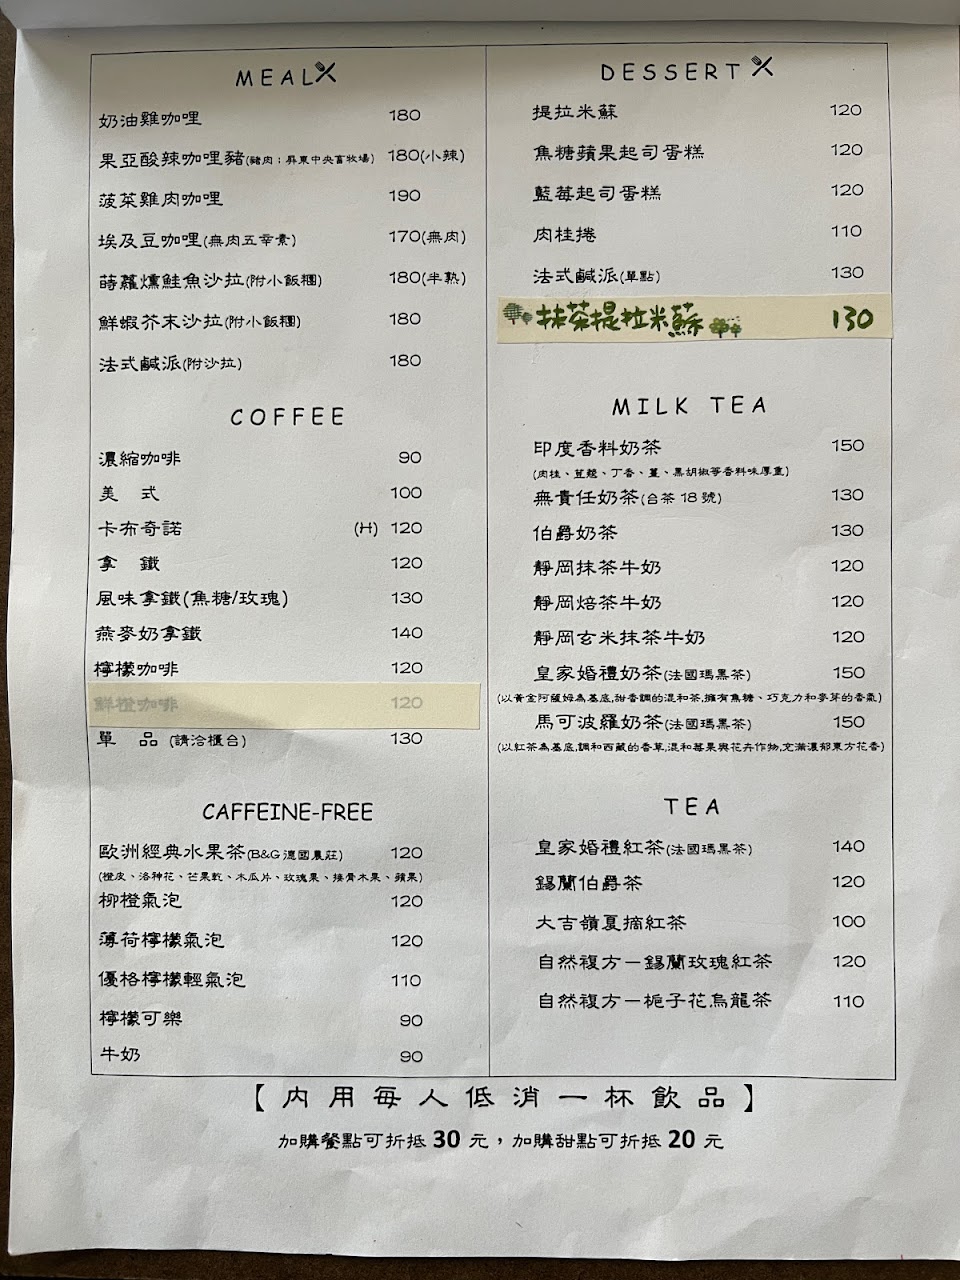 MEAL
奶油雞咖哩 180
果亞酸辣咖哩豬(豬肉：屏東中央畜牧場) 180(小辣)
菠菜雞肉咖哩 190
埃及豆咖哩(無肉五辛素) 170(無肉)
蒔蘿燻鮭魚沙拉(附小飯糰) 180(半熟)
鮮蝦芥末沙拉(附小飯糰) 180
法式鹹派(附沙拉) 180
COFFEE
濃縮咖啡 90
美 式 100
卡布奇諾 (H) 120
拿 鐵 120
風味拿鐵(焦糖/玫瑰) 130
燕麥奶拿鐵 140
檸檬咖啡 120
鮮橙咖啡 120
單 品 (請洽櫃台) 130
CAFFEINE-FREE
歐洲經典水果茶(B&G 德國農莊) 120
(橙皮、洛神花、芒果乾、木瓜片、玫瑰果、接骨木果、蘋果)
柳橙氣泡 120
薄荷檸檬氣泡 120
優格檸檬輕氣泡 110
檸檬可樂 90
牛奶 90
DESSERT
提拉米蘇 120
焦糖蘋果起司蛋糕 120
藍莓起司蛋糕 120
肉桂捲 110
法式鹹派(單點) 130
抹茶提拉米蘇 130
MILK TEA
印度香料奶茶 150
(肉桂、荳蔻、丁香、薑、黑胡椒等香料味厚重)
無責任奶茶(台茶 18 號) 130
伯爵奶茶 130
靜岡抹茶牛奶 120
靜岡焙茶牛奶 120
靜岡玄米抹茶牛奶 120
皇家婚禮奶茶(法國瑪黑茶) 150
(以黃金阿薩姆為基底,甜香調的混和茶,擁有焦糖、巧克力和麥芽的香氣)
馬可波羅奶茶(法國瑪黑茶) 150
(以紅茶為基底,調和西藏的香草,混和莓果與花卉作物,充滿濃郁東方花香)
TEA
皇家婚禮紅茶(法國瑪黑茶) 140
錫蘭伯爵茶 120
大吉嶺夏摘紅茶 100
自然複方－錫蘭玫瑰紅茶 120
自然複方－梔子花烏龍茶 110
【內用每人低消一杯飲品】
加購餐點可折抵 30 元，加購甜點可折抵 20 元